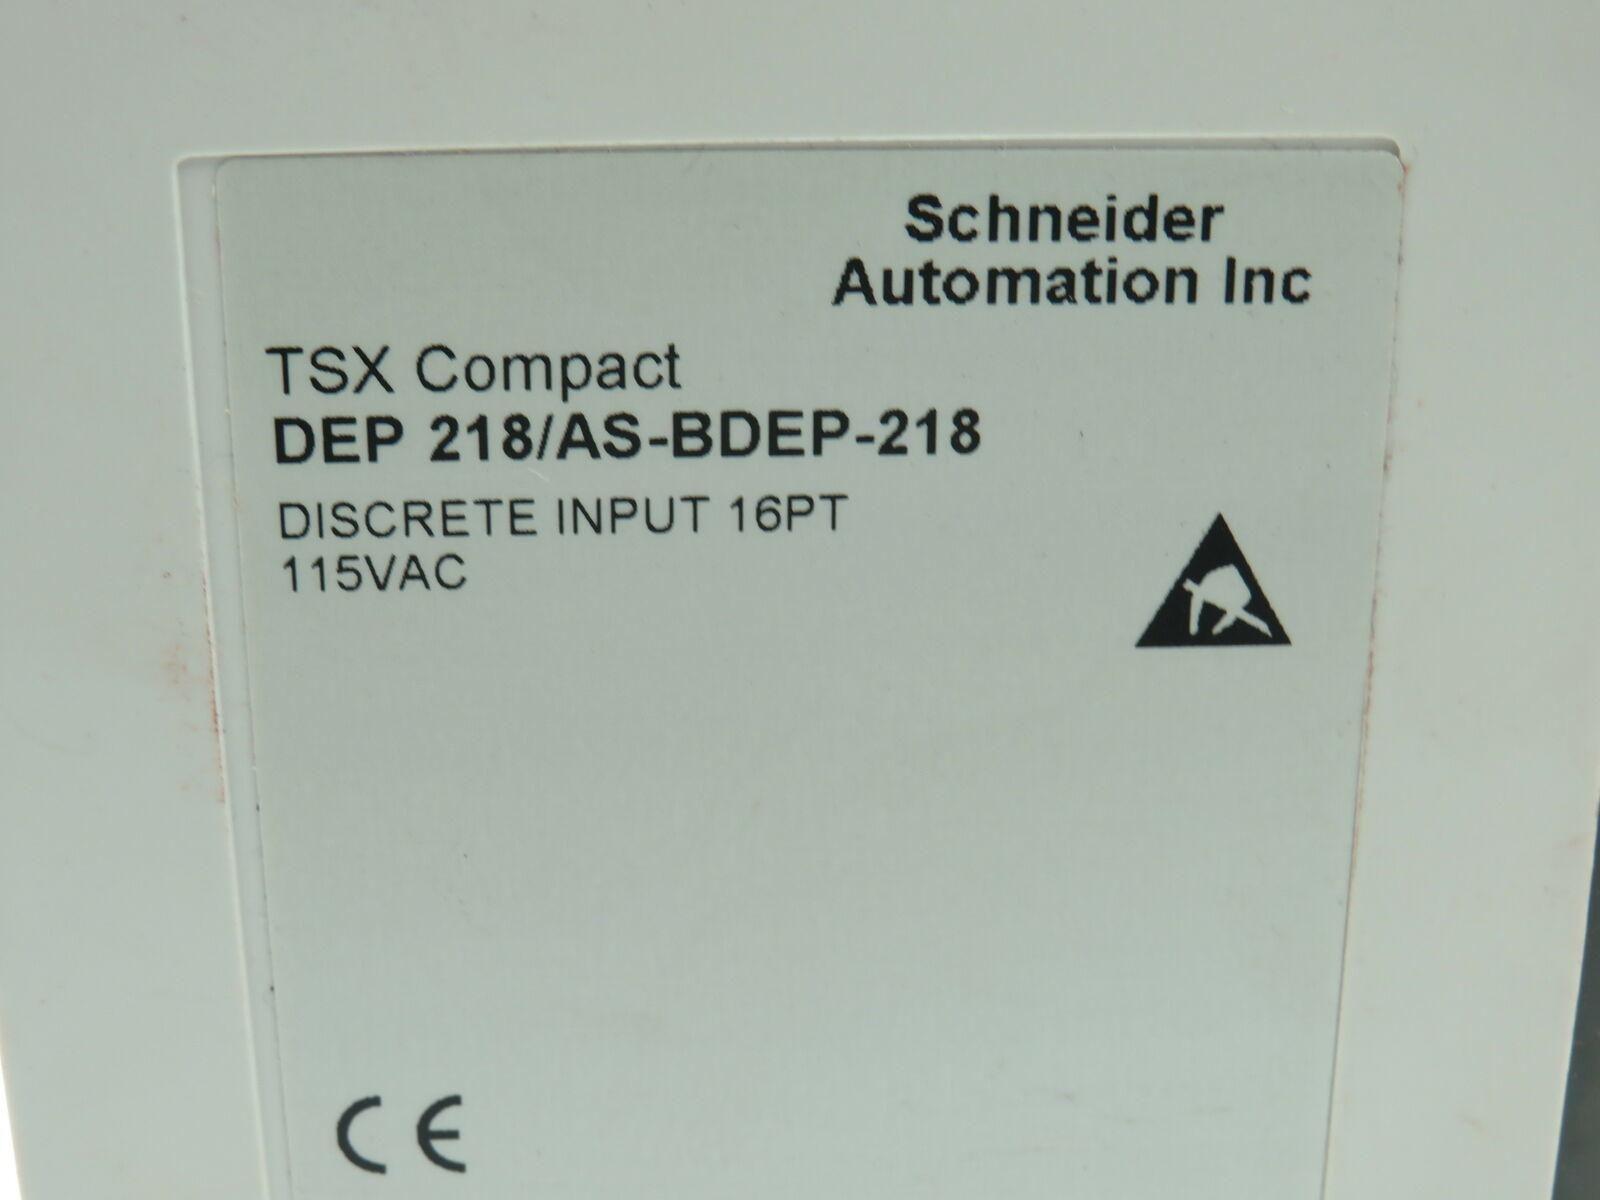 Schneider
Automation Inc
TSX Compact
DEP 218/AS-BDEP-218
DISCRETE INPUT 16PT
115VAC
CE